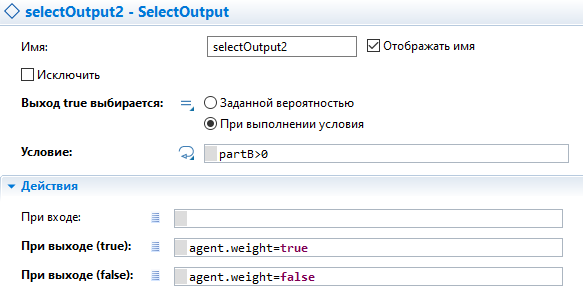 selectOutput2 - SelectOutput
Имя: selectOutput2 Отображать имя
Исключить
Выход true выбирается: Заданной вероятностью
При выполнении условия
Условие: partB>0
Действия
При входе:
При выходе (true): agent.weight=true
При выходе (false): agent.weight=false